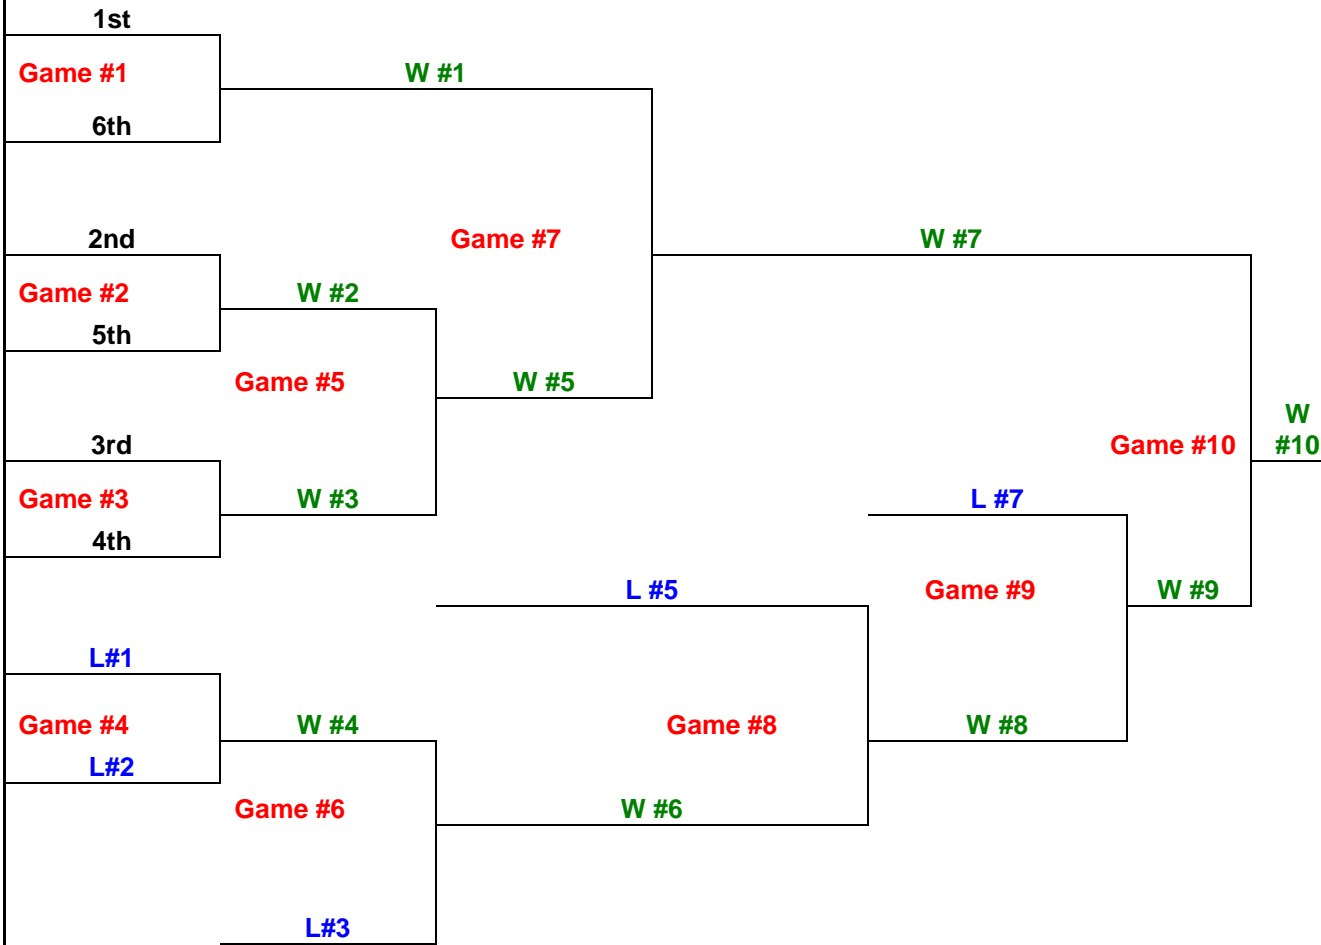 1st
Game #1
W #1
6th
2nd
Game #7
W #7
Game #2
W #2
5th
Game #5
W #5
W
#10
3rd
Game #10
Game #3
W #3
L #7
4th
L #5
Game #9
W #9
L#1
Game #4
W #4
Game #8
W #8
L#2
Game #6
W #6
L#3